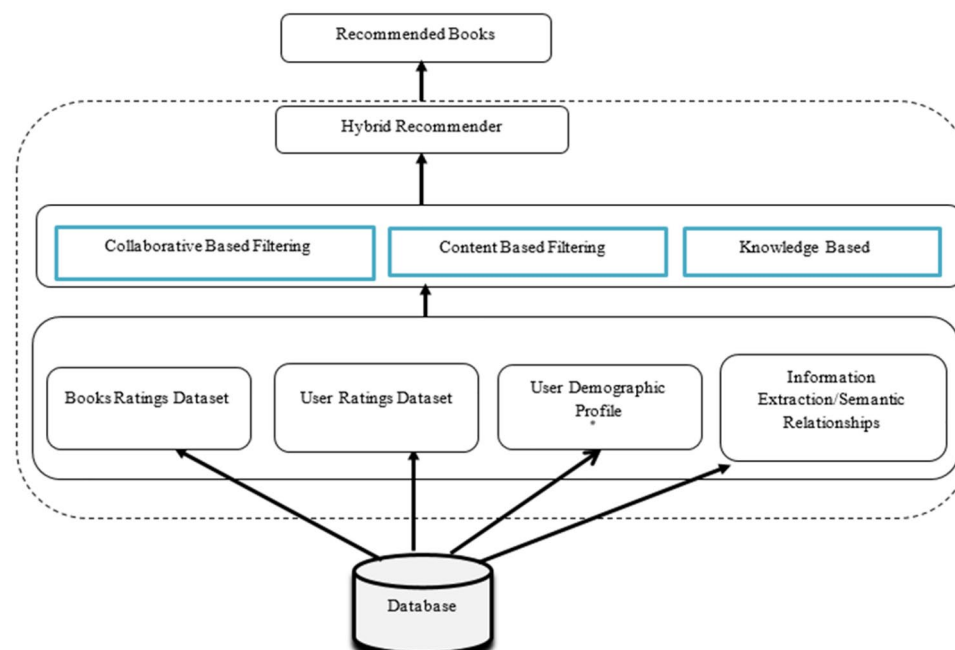 Recommended Books
Hybrid Recommender
Collaborative Based Filtering
Content Based Filtering
Knowledge Based
Books Ratings Dataset
User Ratings Dataset
User Demographic
Profile
*
Information
Extraction/Semantic
Relationships
Database